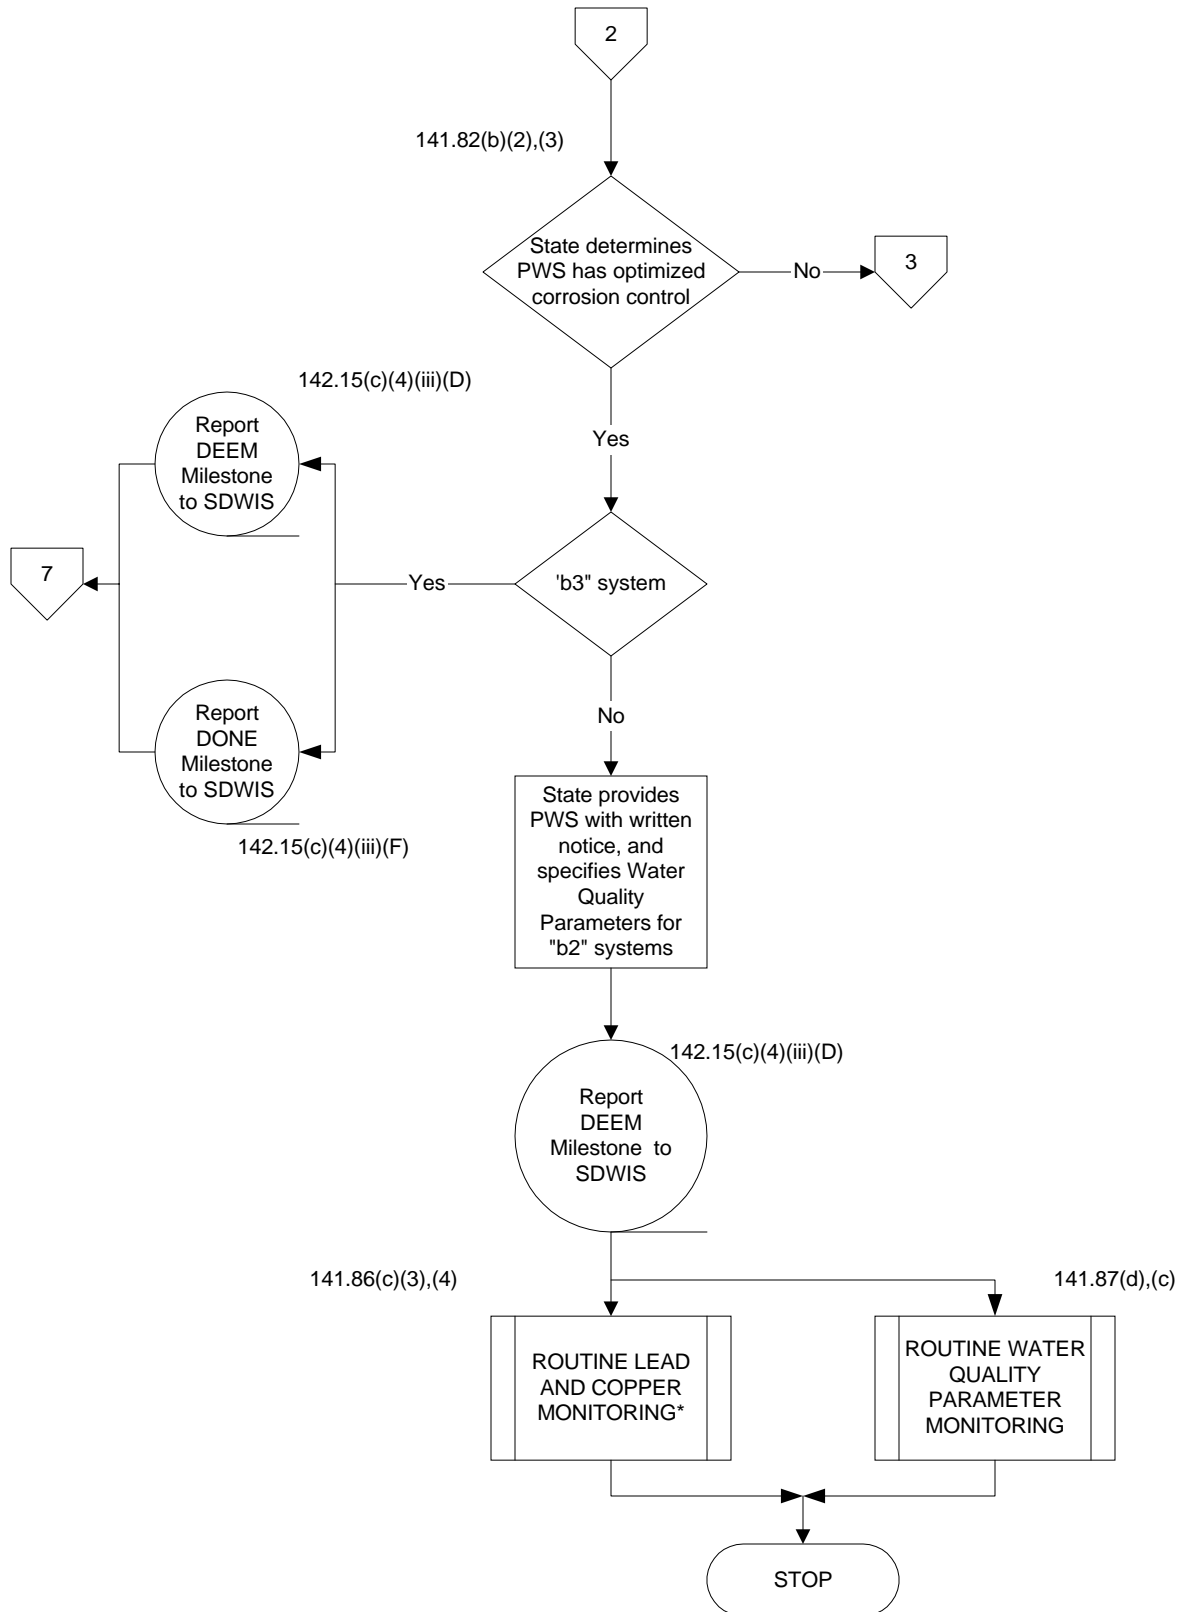 2
141.82(b)(2),(3)
State determines
PWS has optimized
corrosion control
No
3
142.15(c)(4)(iii)(D)
Report
DEEM
Milestone
to SDWIS
Yes
7
Yes
'b3" system
Report
DONE
Milestone
to SDWIS
142.15(c)(4)(iii)(F)
No
State provides
PWS with written
notice, and
specifies Water
Quality
Parameters for
"b2" systems
142.15(c)(4)(iii)(D)
Report
DEEM
Milestone to
SDWIS
141.86(c)(3),(4)
141.87(d),(c)
ROUTINE LEAD
AND COPPER
MONITORING*
ROUTINE WATER
QUALITY
PARAMETER
MONITORING
STOP